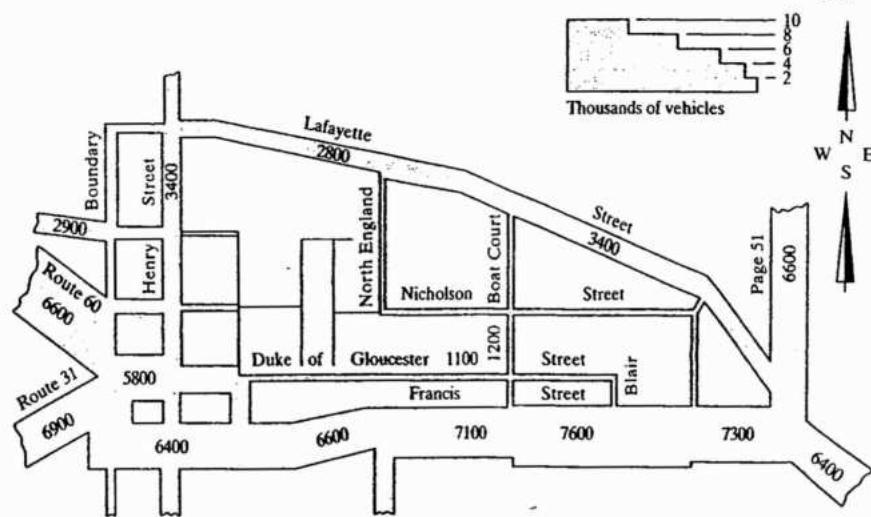 10
8
6
4
2
Thousands of vehicles
N
W E
S
Lafayette
2800
Street
3400
Boundary
Street
3400
Henry
2900
Route 60
6600
Route 31
6900
5800
North England
Boat Court
Nicholson Street
Page 51
6600
Duke of Gloucester 1100 Street
1200
Blair
Francis Street
6400
6600
7100
7600
7300
6400